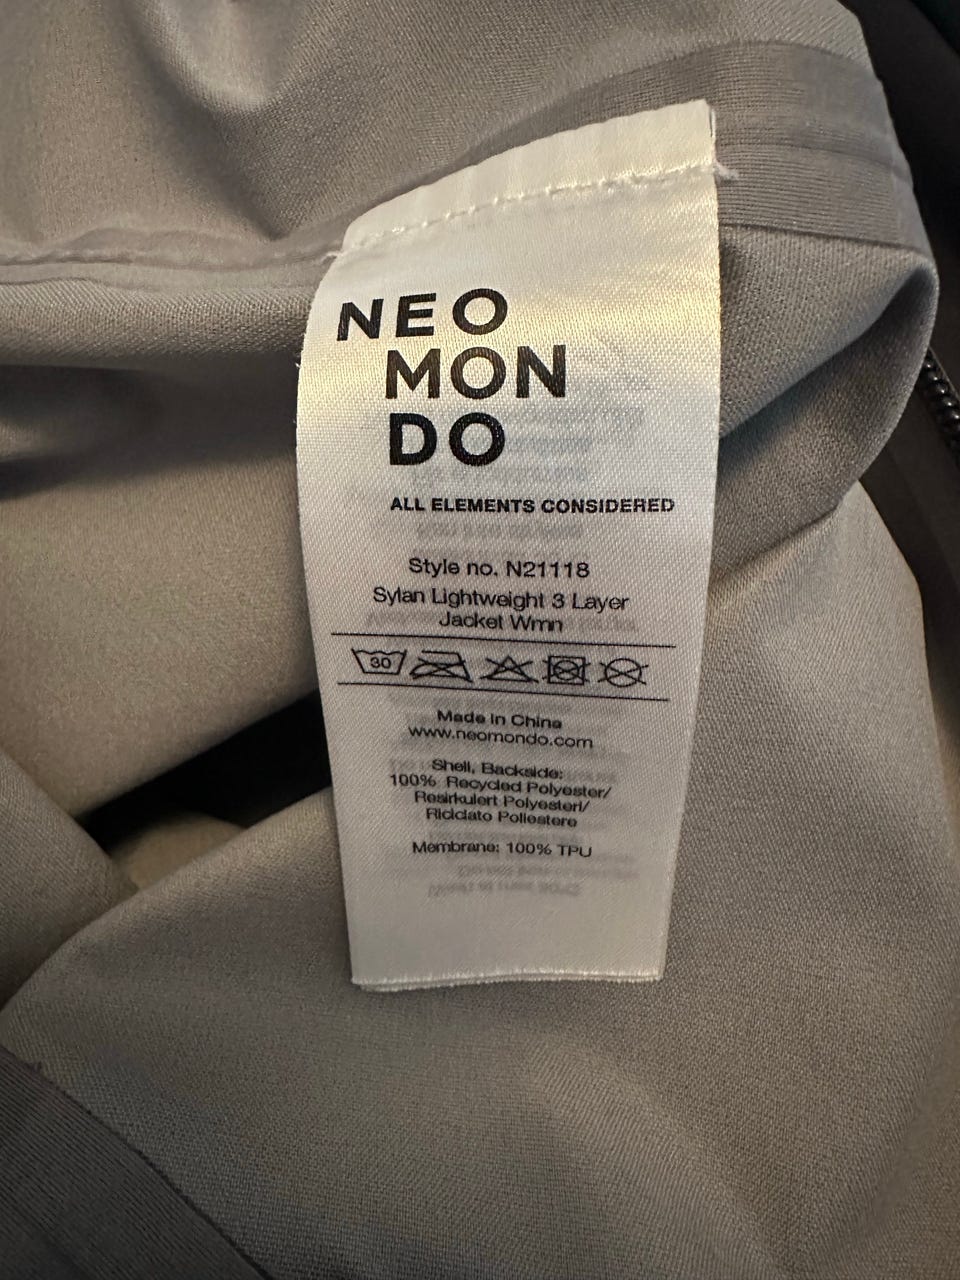 NEO
MON
DO
ALL ELEMENTS CONSIDERED
Style no. N21118
Sylan Lightweight 3 Layer
Jacket Wmn
30
Made in China
www.neomondo.com
Shell, Backside:
100% Recycled Polyester/
Resirkulert Polyesteri/
Riciclato Poliestere
Membrane: 100% TPU